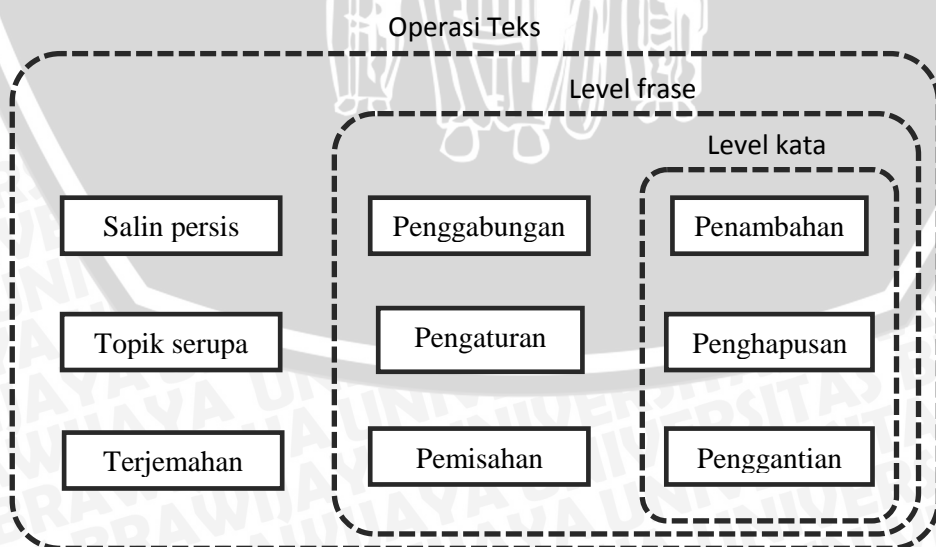 Operasi Teks
Level frase
Level kata
Salin persis
Penggabungan
Penambahan
Topik serupa
Pengaturan
Penghapusan
Terjemahan
Pemisahan
Penggantian